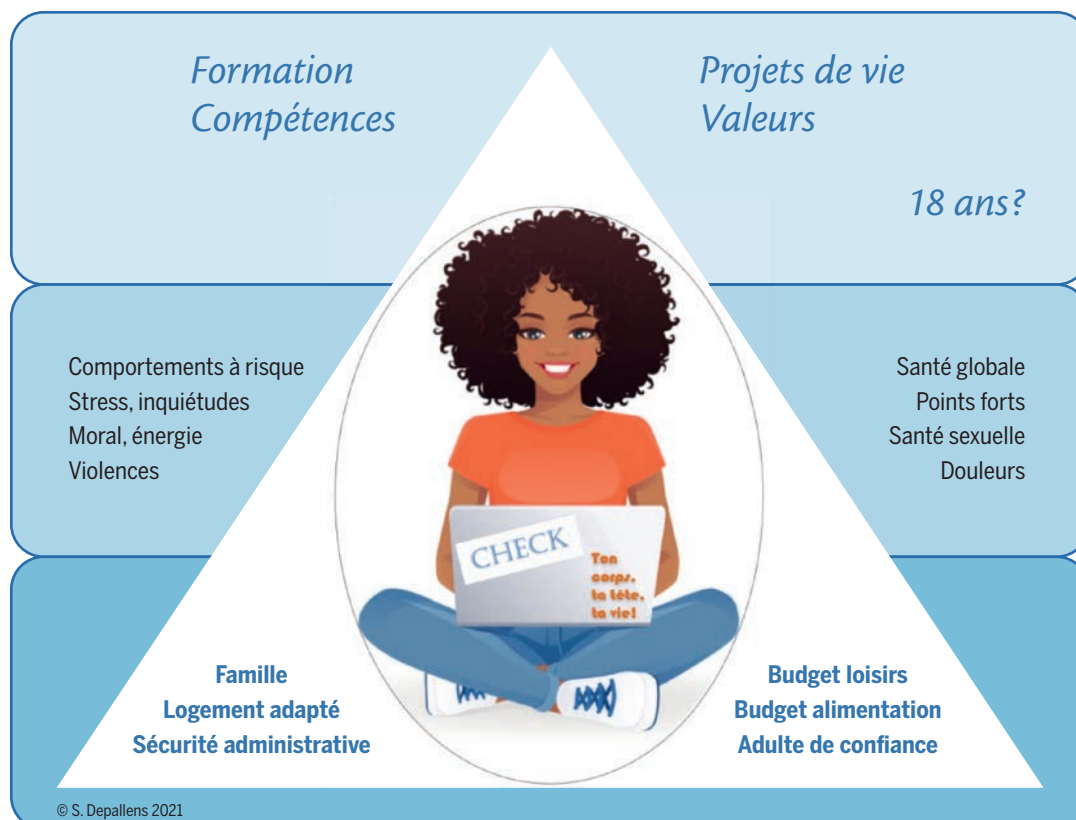 Formation
Compétences
Projets de vie
Valeurs
18 ans?
Comportements à risque
Stress, inquiétudes
Moral, énergie
Violences
Santé globale
Points forts
Santé sexuelle
Douleurs
CHECK
Ton
corps,
ta tête,
ta vie!
Famille
Logement adapté
Sécurité administrative
Budget loisirs
Budget alimentation
Adulte de confiance
© S. Depallens 2021